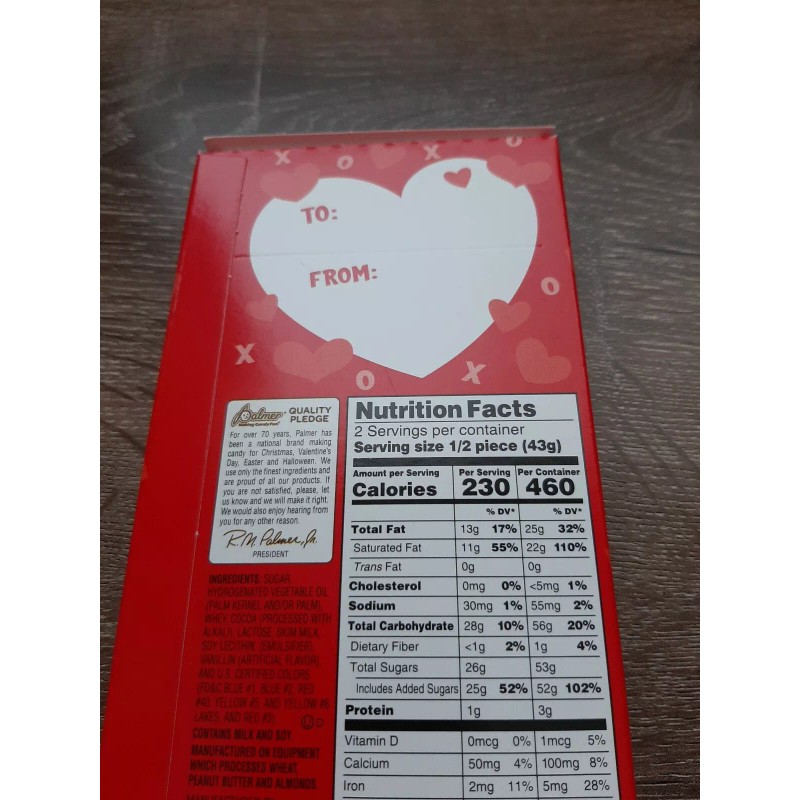 X O X O
TO:
FROM:
O
X O X
Palmer QUALITY
PLEDGE
For over 70 years, Palmer has
been a national brand making
candy for Christmas, Valentine's
Day, Easter and Halloween. We
use only the finest ingredients and
are proud of all our products. If
you are not satisfied, please, let
us know and we will make it right.
We would also enjoy hearing from
you for any other reason.
R.M. Palmer, Jr.
PRESIDENT
INGREDIENTS: SUGAR,
HYDROGENATED VEGETABLE OIL
(PALM KERNEL AND/OR PALM),
WHEY, COCOA (PROCESSED WITH
ALKALI), LACTOSE, SKIM MILK,
SOY LECITHIN (EMULSIFIER),
VANILLIN (ARTIFICIAL FLAVOR),
AND U.S. CERTIFIED COLORS
(FD&C BLUE #1, BLUE #2, RED
#40, YELLOW #5 AND YELLOW #6
LAKES, AND RED #3).
CONTAINS MILK AND SOY.
MANUFACTURED ON EQUIPMENT
WHICH PROCESSED WHEAT,
PEANUT BUTTER AND ALMONDS.
Nutrition Facts
2 Servings per container
Serving size 1/2 piece (43g)
Amount per Serving Per Serving Per Container
Calories 230 460
% DV* % DV*
Total Fat 13g 17% 25g 32%
Saturated Fat 11g 55% 22g 110%
Trans Fat 0g 0g
Cholesterol 0mg 0% <5mg 1%
Sodium 30mg 1% 55mg 2%
Total Carbohydrate 28g 10% 56g 20%
Dietary Fiber <1g 2% 1g 4%
Total Sugars 26g 53g
Includes Added Sugars 25g 52% 52g 102%
Protein 1g 3g
Vitamin D 0mcg 0% 1mcg 5%
Calcium 50mg 4% 100mg 8%
Iron 2mg 11% 5mg 28%